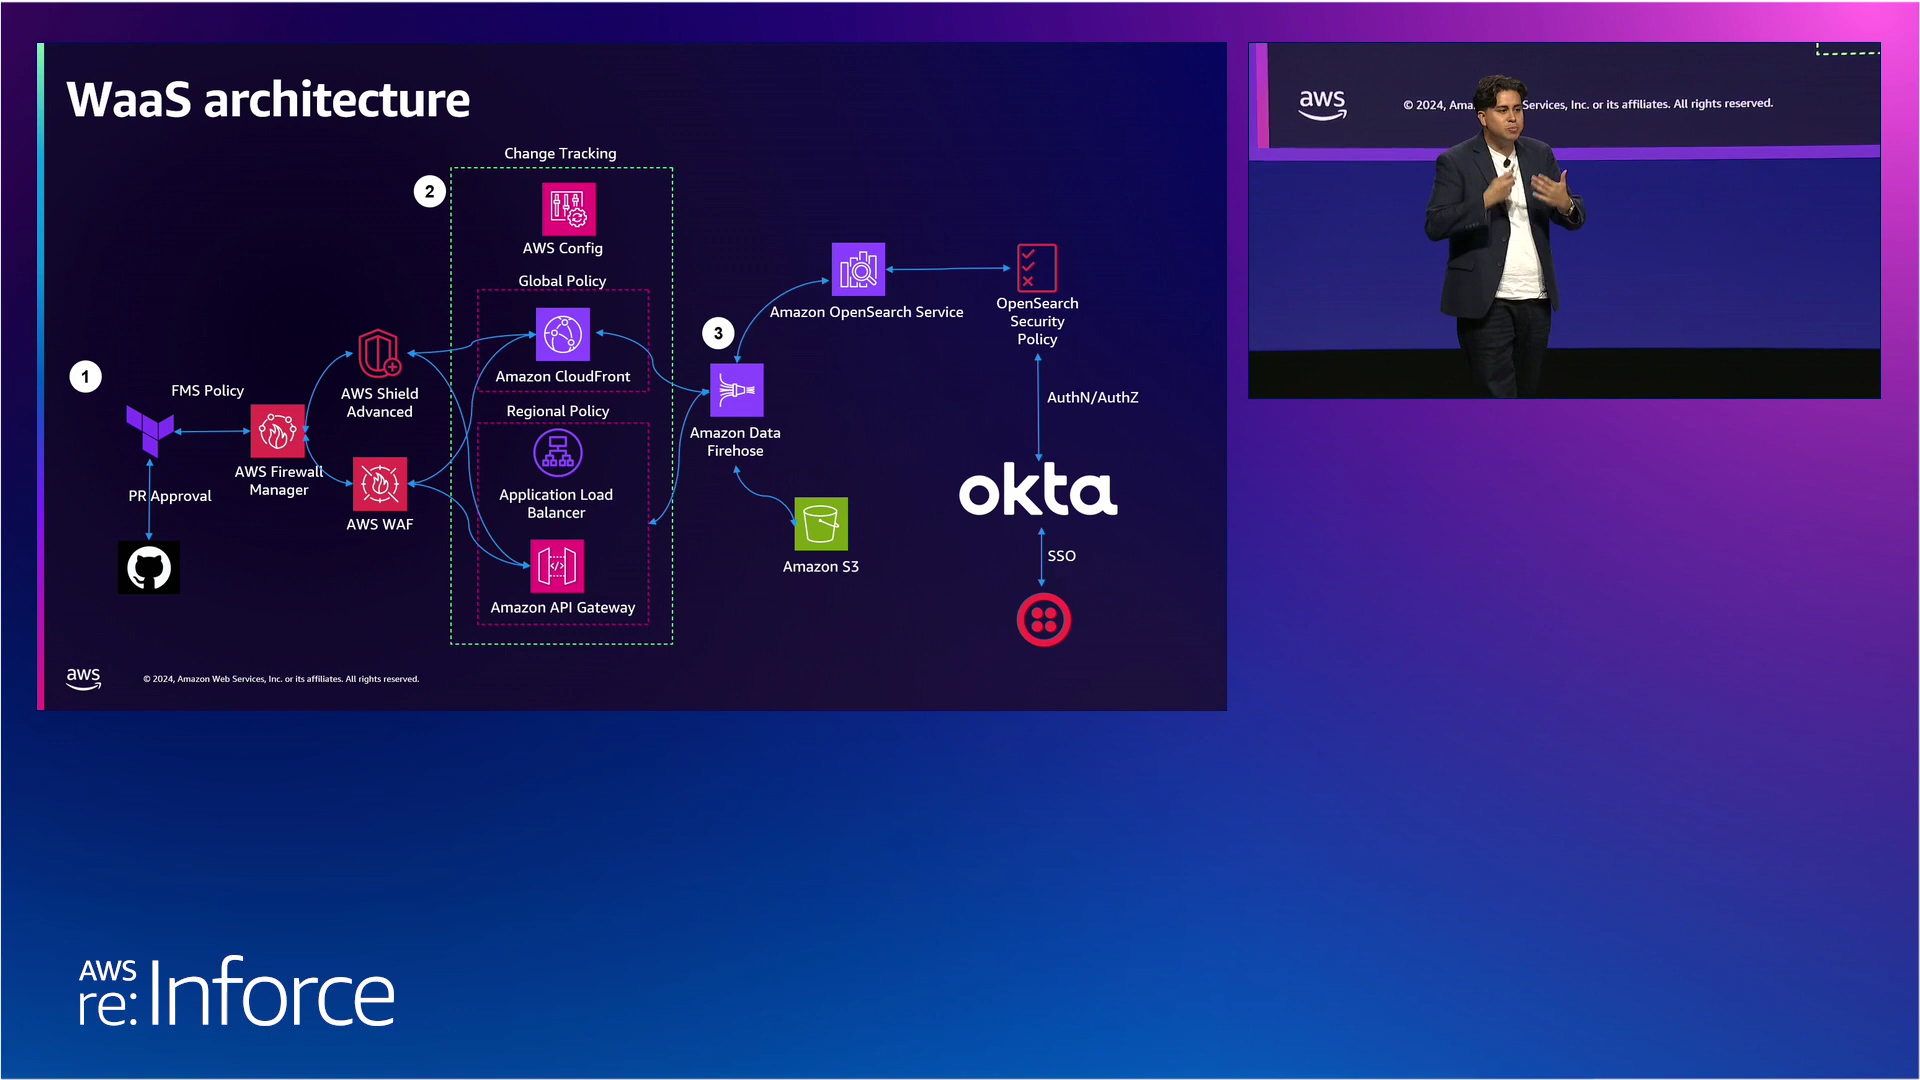 WaaS architecture
Change Tracking
2
AWS Config
Global Policy
Amazon CloudFront
Regional Policy
Application Load
Balancer
Amazon API Gateway
1
FMS Policy
PR Approval
AWS Firewall
Manager
AWS Shield
Advanced
AWS WAF
3
Amazon Data
Firehose
Amazon OpenSearch Service
Amazon S3
OpenSearch
Security
Policy
AuthN/AuthZ
okta
SSO
aws
© 2024, Amazon Web Services, Inc. or its affiliates. All rights reserved.
aws
© 2024, Ama Services, Inc. or its affiliates. All rights reserved.
AWS
re:Inforce